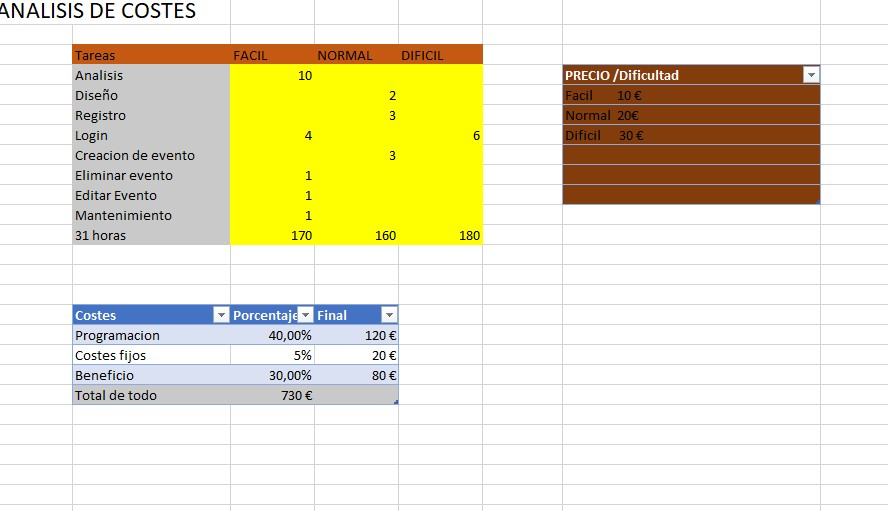 ANALISIS DE COSTES
Tareas FACIL NORMAL DIFICIL
Analisis 10
Diseño 2
Registro 3
Login 4 6
Creacion de evento 3
Eliminar evento 1
Editar Evento 1
Mantenimiento 1
31 horas 170 160 180
PRECIO /Dificultad
Facil 10 €
Normal 20€
Dificil 30 €
Costes Porcentaje Final
Programacion 40,00% 120 €
Costes fijos 5% 20 €
Beneficio 30,00% 80 €
Total de todo 730 €